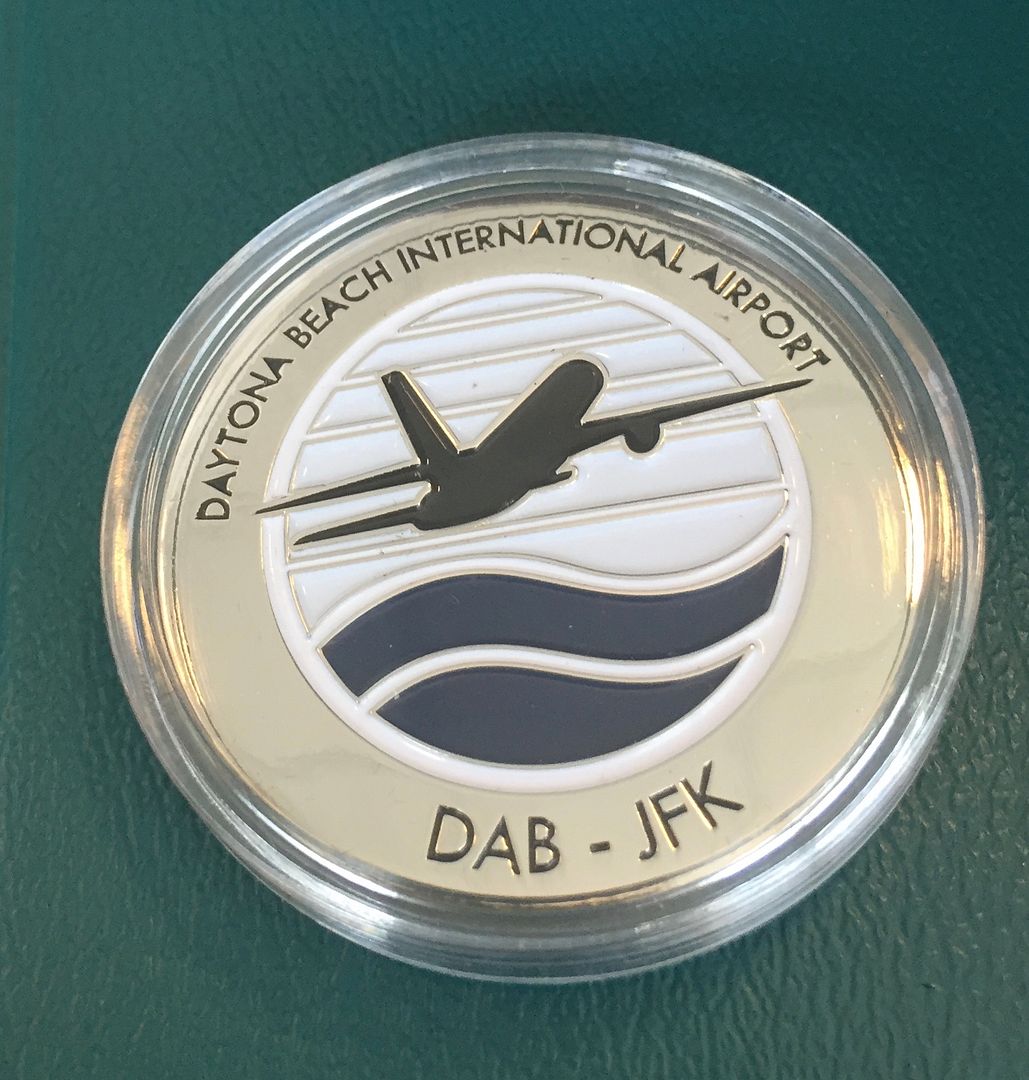 DAYTONA BEACH INTERNATIONAL AIRPORT
DAB - JFK